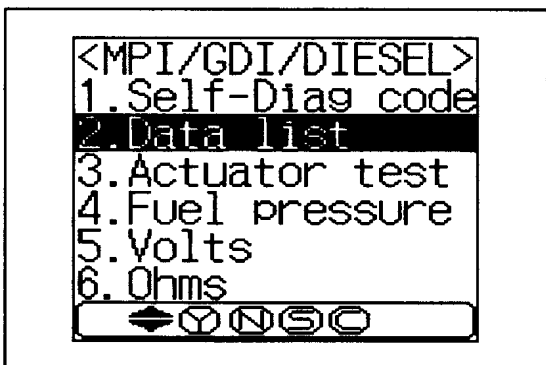 <MPI/GDI/DIESEL>
1.Self-Diag code
2.Data list
3.Actuator test
4.Fuel pressure
5.Volts
6.Ohms
Y N S C